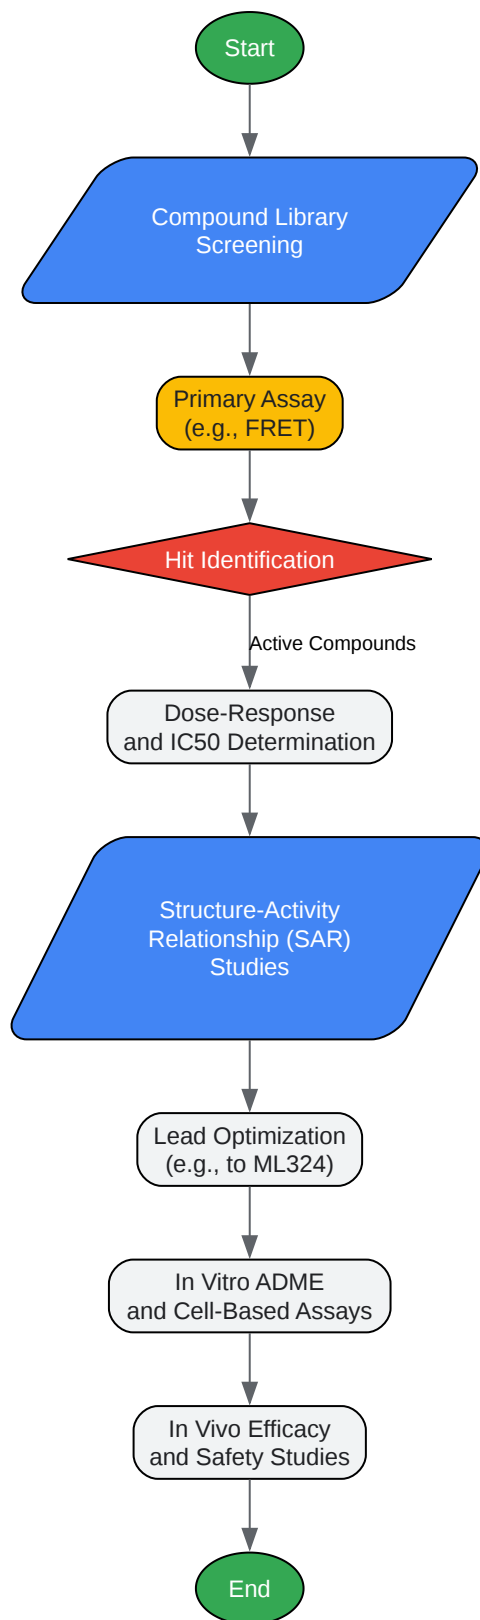 Start
Compound Library
Screening
Primary Assay
(e.g., FRET)
Hit Identification
Active Compounds
Dose-Response
and IC50 Determination
Structure-Activity
Relationship (SAR)
Studies
Lead Optimization
(e.g., to ML324)
In Vitro ADME
and Cell-Based Assays
In Vivo Efficacy
and Safety Studies
End